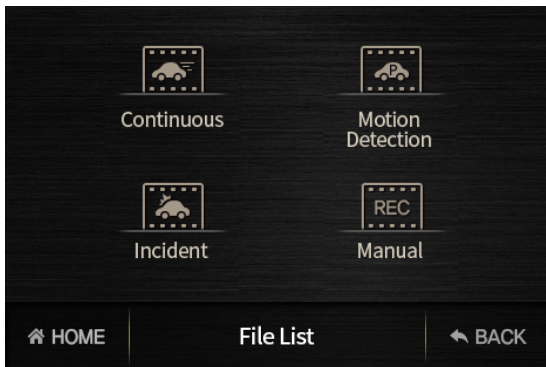 Continuous
Motion
Detection
P
REC
Incident
Manual
HOME
File List
BACK